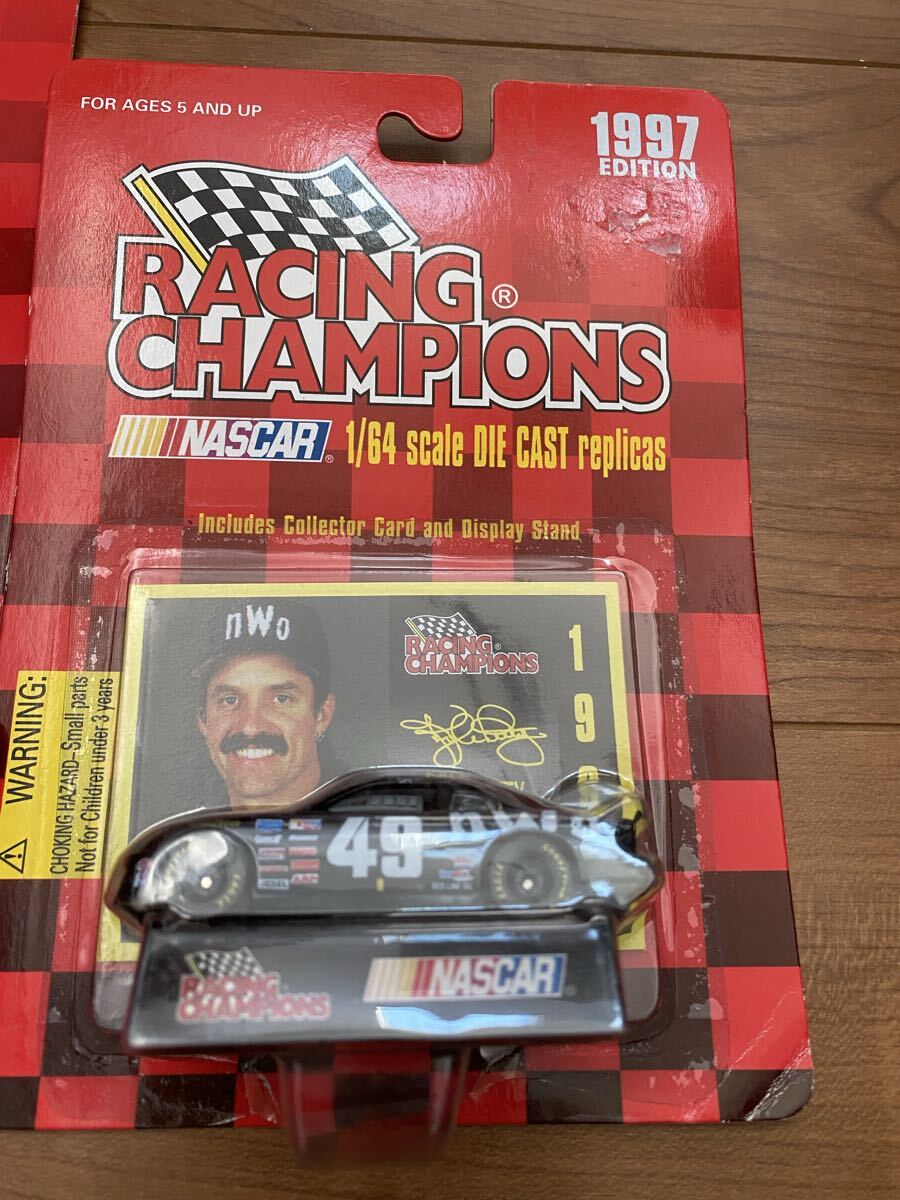 FOR AGES 5 AND UP
1997
EDITION
RACING ®
CHAMPIONS
NASCAR ® 1/64 scale DIE CAST replicas
Includes Collector Card and Display Stand
WARNING:
CHOKING HAZARD–Small parts
Not for Children under 3 years
nWo
RACING
CHAMPIONS ®
1
9
49
nWo
RACING
CHAMPIONS
NASCAR